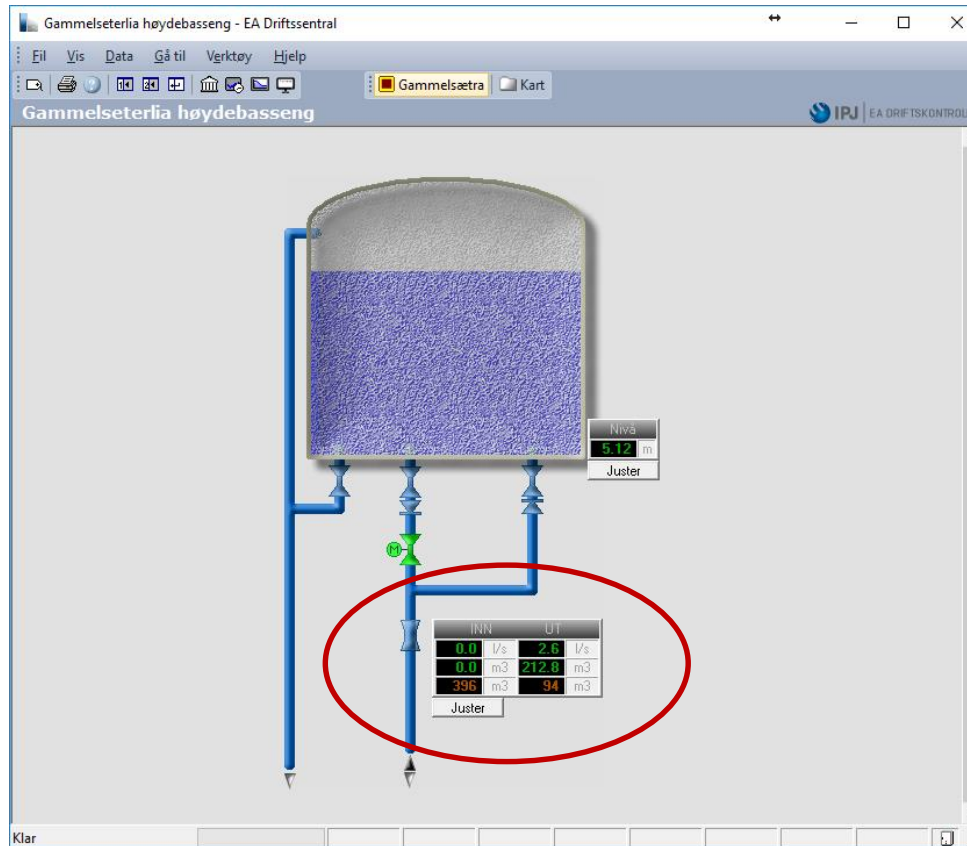 Gammelseterlia høydebasseng - EA Driftssentral
Fil Vis Data Gå til Verktøy Hjelp
Gammelsætra Kart
Gammelseterlia høydebasseng
IPJ EA DRIFTSKONTROL
Nivå
5.12 m
Juster
M
INN UT
0.0 l/s 2.6 l/s
0.0 m3 212.8 m3
396 m3 94 m3
Juster
Klar